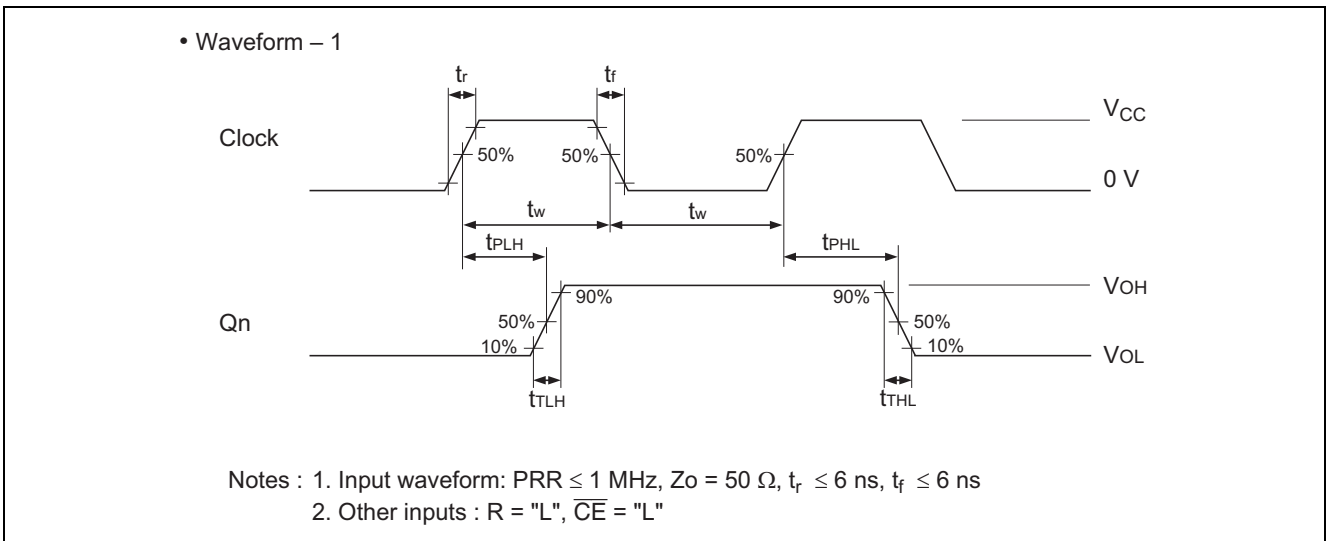 • Waveform – 1
tr
tf
Clock
50%
50%
50%
VCC
0 V
tw
tw
tPLH
tPHL
Qn
90%
50%
10%
90%
50%
10%
VOH
VOL
tTLH
tTHL
Notes : 1. Input waveform: PRR ≤ 1 MHz, Zo = 50 Ω, tr ≤ 6 ns, tf ≤ 6 ns
2. Other inputs : R = "L", C̅E̅ = "L"